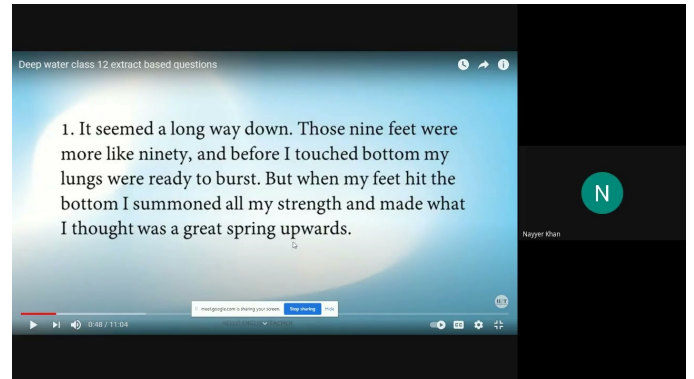 Deep water class 12 extract based questions
1. It seemed a long way down. Those nine feet were
more like ninety, and before I touched bottom my
lungs were ready to burst. But when my feet hit the
bottom I summoned all my strength and made what
I thought was a great spring upwards.
N
Nayyer Khan
meet.google.com is sharing your screen.
Stop sharing
Hide
0:48 / 11:04
CC